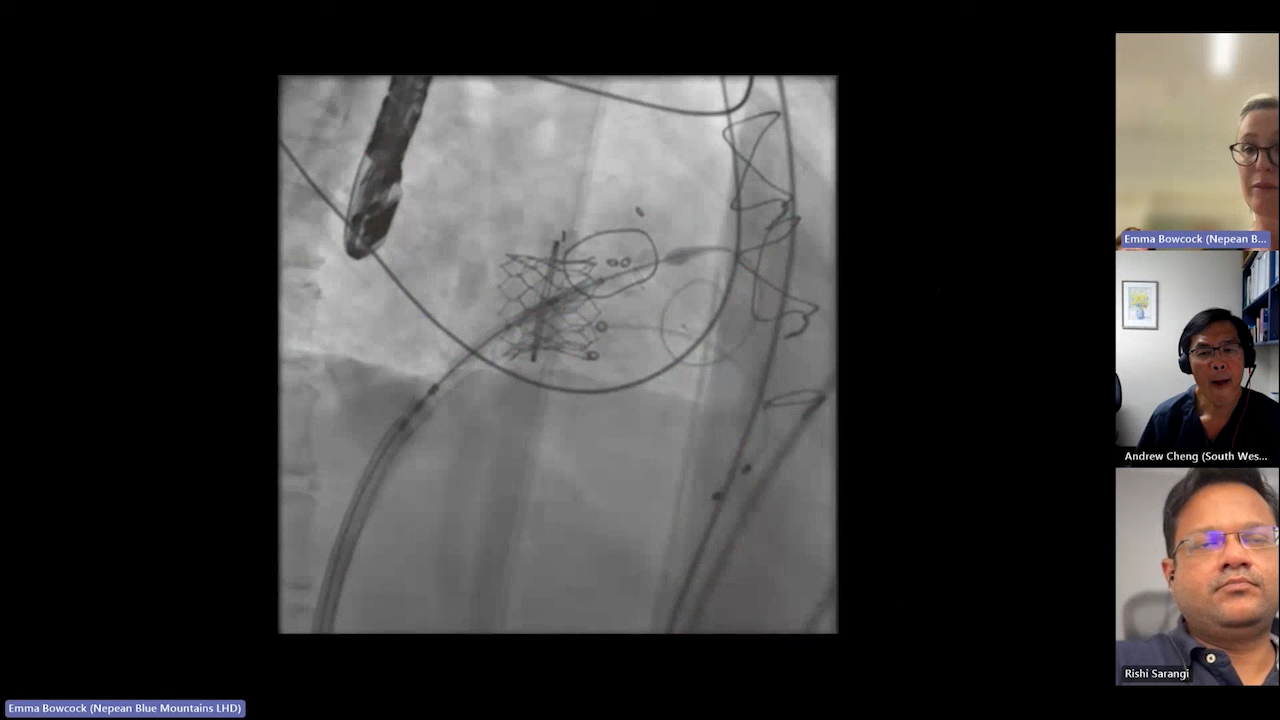 Emma Bowcock (Nepean B...
Andrew Cheng (South Wes...
Rishi Sarangi
Emma Bowcock (Nepean Blue Mountains LHD)